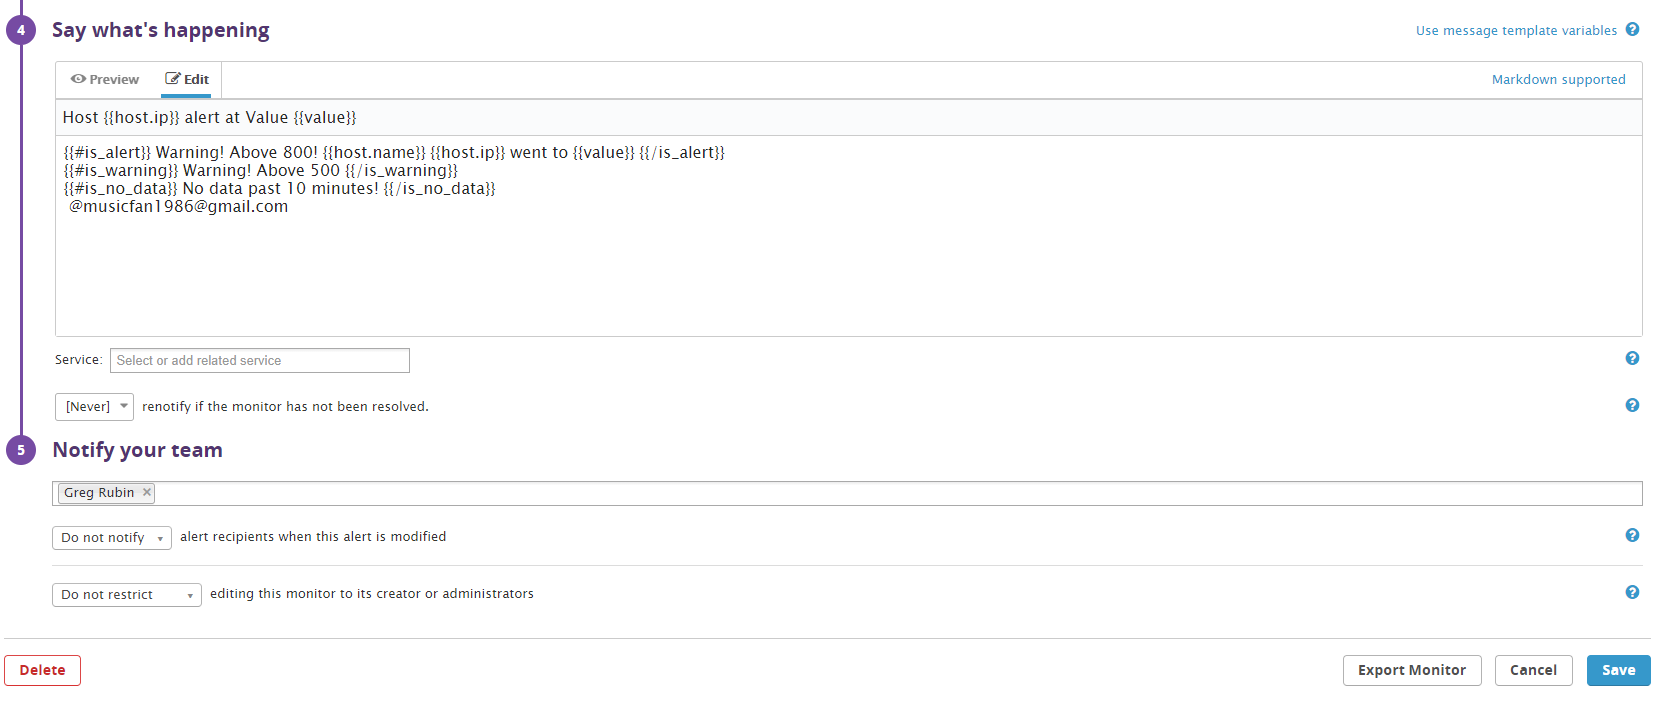 4 Say what's happening
Use message template variables ?
Preview Edit
Markdown supported
Host {{host.ip}} alert at Value {{value}}
{{#is_alert}} Warning! Above 800! {{host.name}} {{host.ip}} went to {{value}} {{/is_alert}}
{{#is_warning}} Warning! Above 500 {{/is_warning}}
{{#is_no_data}} No data past 10 minutes! {{/is_no_data}}
@musicfan1986@gmail.com
Service: Select or add related service ?
[Never] renotify if the monitor has not been resolved. ?
5 Notify your team
Greg Rubin ×
Do not notify alert recipients when this alert is modified ?
Do not restrict editing this monitor to its creator or administrators ?
Delete Export Monitor Cancel Save